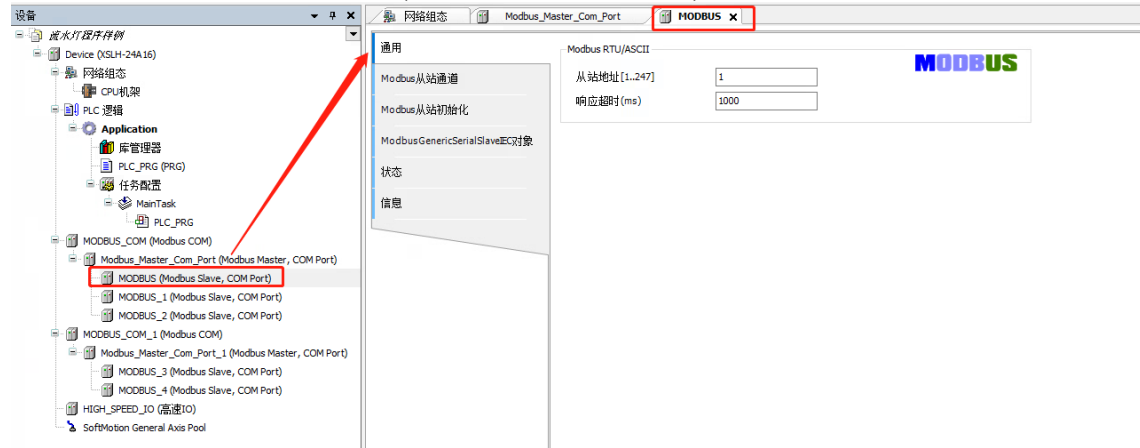 设备
流水灯程序样例
Device (XSLH-24A16)
网络组态
CPU机架
PLC 逻辑
Application
库管理器
PLC_PRG (PRG)
任务配置
MainTask
PLC_PRG
MODBUS_COM (Modbus COM)
Modbus_Master_Com_Port (Modbus Master, COM Port)
MODBUS (Modbus Slave, COM Port)
MODBUS_1 (Modbus Slave, COM Port)
MODBUS_2 (Modbus Slave, COM Port)
MODBUS_COM_1 (Modbus COM)
Modbus_Master_Com_Port_1 (Modbus Master, COM Port)
MODBUS_3 (Modbus Slave, COM Port)
MODBUS_4 (Modbus Slave, COM Port)
HIGH_SPEED_IO (高速IO)
SoftMotion General Axis Pool
网络组态 Modbus_Master_Com_Port MODBUS
通用
Modbus从站通道
Modbus从站初始化
ModbusGenericSerialSlaveIEC对象
状态
信息
Modbus RTU/ASCII
MODBUS
从站地址[1..247] 1
响应超时(ms) 1000